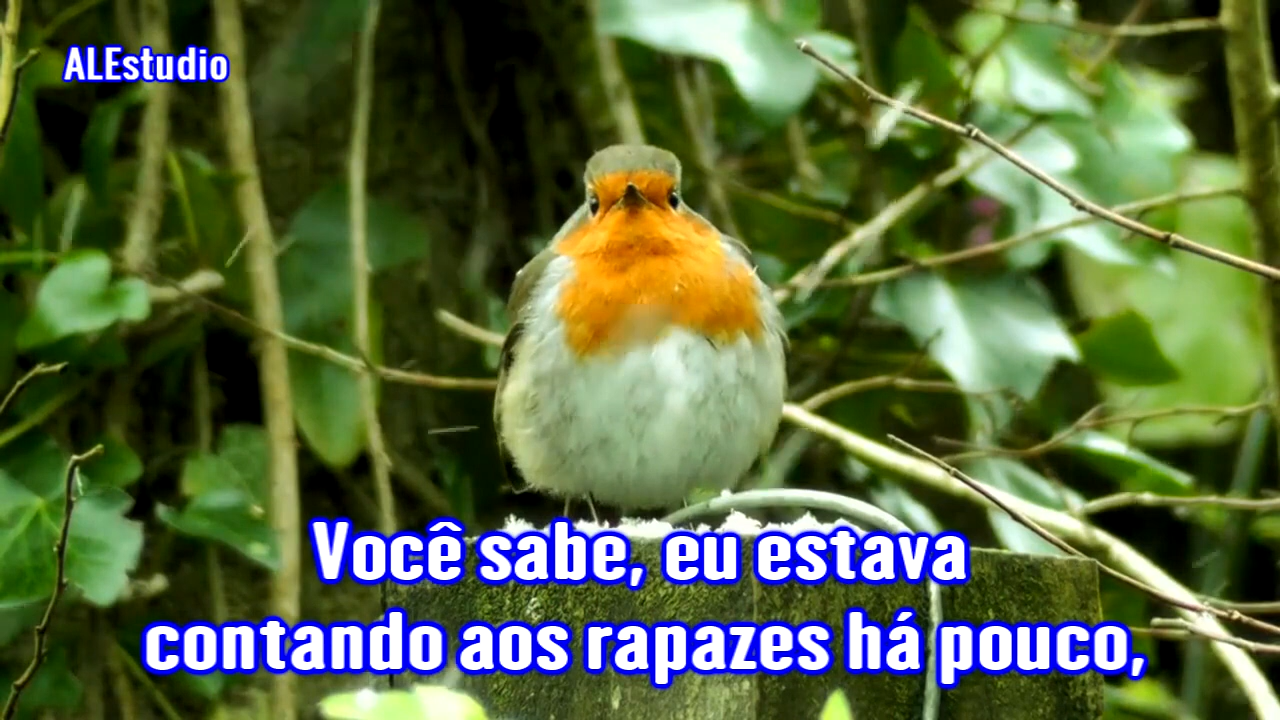 ALEstudio
Você sabe, eu estava
contando aos rapazes há pouco,